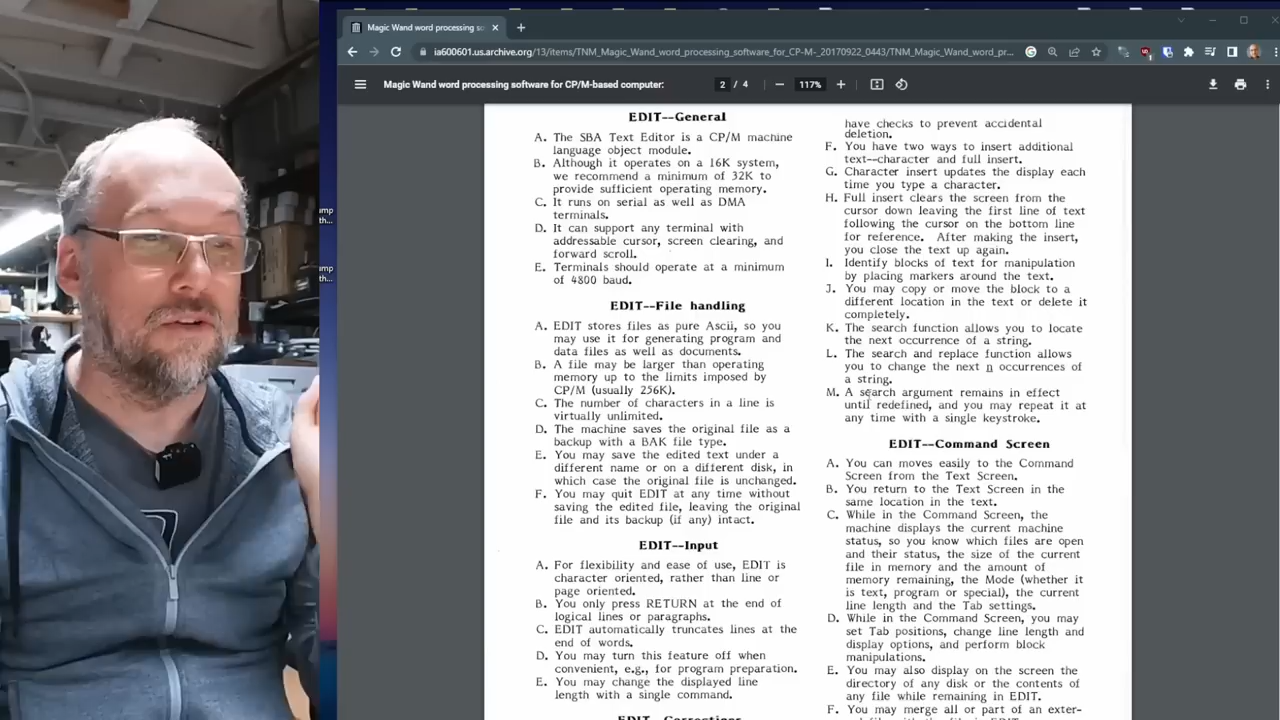 Magic Wand word processing so
ia600601.us.archive.org/13/items/TNM_Magic_Wand_word_processing_software_for_CP-M-_20170922_0443/TNM_Magic_Wand_word_pr...
Magic Wand word processing software for CP/M-based computer:
2 / 4
117%
EDIT--General
A. The SBA Text Editor is a CP/M machine
language object module.
B. Although it operates on a 16K system,
we recommend a minimum of 32K to
provide sufficient operating memory.
C. It runs on serial as well as DMA
terminals.
D. It can support any terminal with
addressable cursor, screen clearing, and
forward scroll.
E. Terminals should operate at a minimum
of 4800 baud.
EDIT--File handling
A. EDIT stores files as pure Ascii, so you
may use it for generating program and
data files as well as documents.
B. A file may be larger than operating
memory up to the limits imposed by
CP/M (usually 256K).
C. The number of characters in a line is
virtually unlimited.
D. The machine saves the original file as a
backup with a BAK file type.
E. You may save the edited text under a
different name or on a different disk, in
which case the original file is unchanged.
F. You may quit EDIT at any time without
saving the edited file, leaving the original
file and its backup (if any) intact.
EDIT--Input
A. For flexibility and ease of use, EDIT is
character oriented, rather than line or
page oriented.
B. You only press RETURN at the end of
logical lines or paragraphs.
C. EDIT automatically truncates lines at the
end of words.
D. You may turn this feature off when
convenient, e.g., for program preparation.
E. You may change the displayed line
length with a single command.
EDIT--Corrections
have checks to prevent accidental
deletion.
F. You have two ways to insert additional
text--character and full insert.
G. Character insert updates the display each
time you type a character.
H. Full insert clears the screen from the
cursor down leaving the first line of text
following the cursor on the bottom line
for reference. After making the insert,
you close the text up again.
I. Identify blocks of text for manipulation
by placing markers around the text.
J. You may copy or move the block to a
different location in the text or delete it
completely.
K. The search function allows you to locate
the next occurrence of a string.
L. The search and replace function allows
you to change the next n occurrences of
a string.
M. A search argument remains in effect
until redefined, and you may repeat it at
any time with a single keystroke.
EDIT--Command Screen
A. You can moves easily to the Command
Screen from the Text Screen.
B. You return to the Text Screen in the
same location in the text.
C. While in the Command Screen, the
machine displays the current machine
status, so you know which files are open
and their status, the size of the current
file in memory and the amount of
memory remaining, the Mode (whether it
is text, program or special), the current
line length and the Tab settings.
D. While in the Command Screen, you may
set Tab positions, change line length and
display options, and perform block
manipulations.
E. You may also display on the screen the
directory of any disk or the contents of
any file while remaining in EDIT.
F. You may merge all or part of an exter-